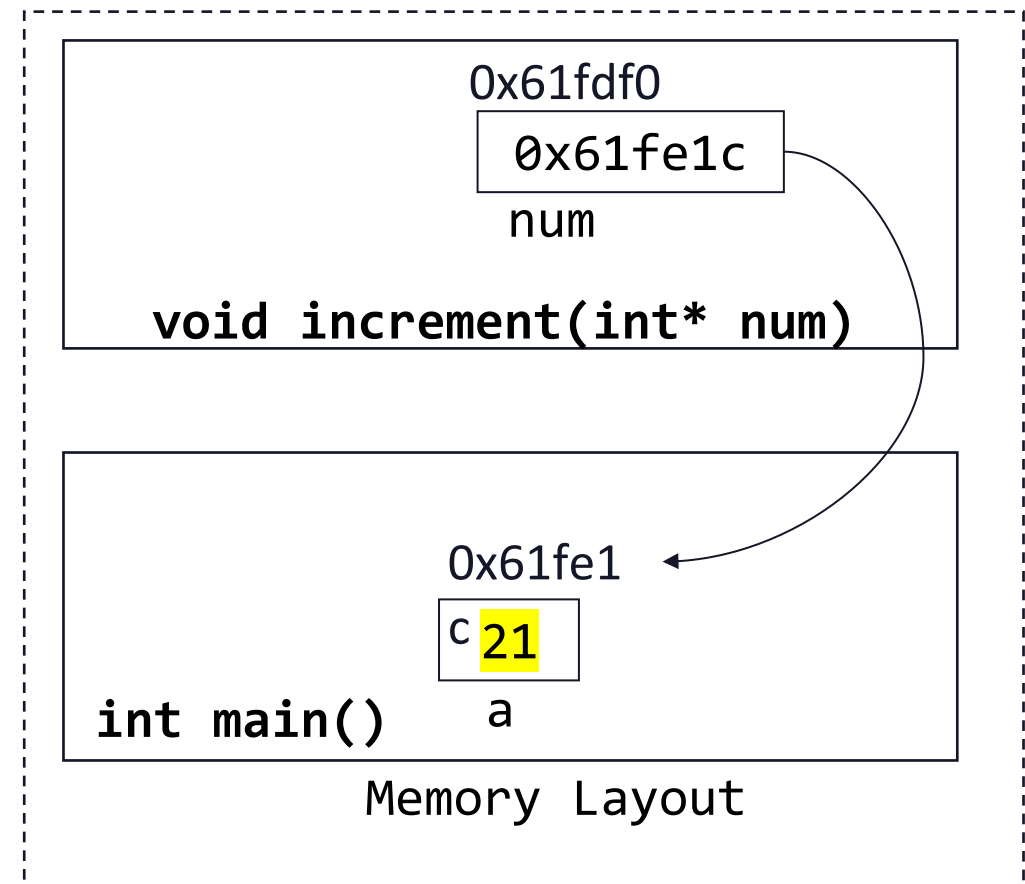 0x61fdf0
0x61fe1c
num
void increment(int* num)
0x61fe1
c 21
a
int main()
Memory Layout